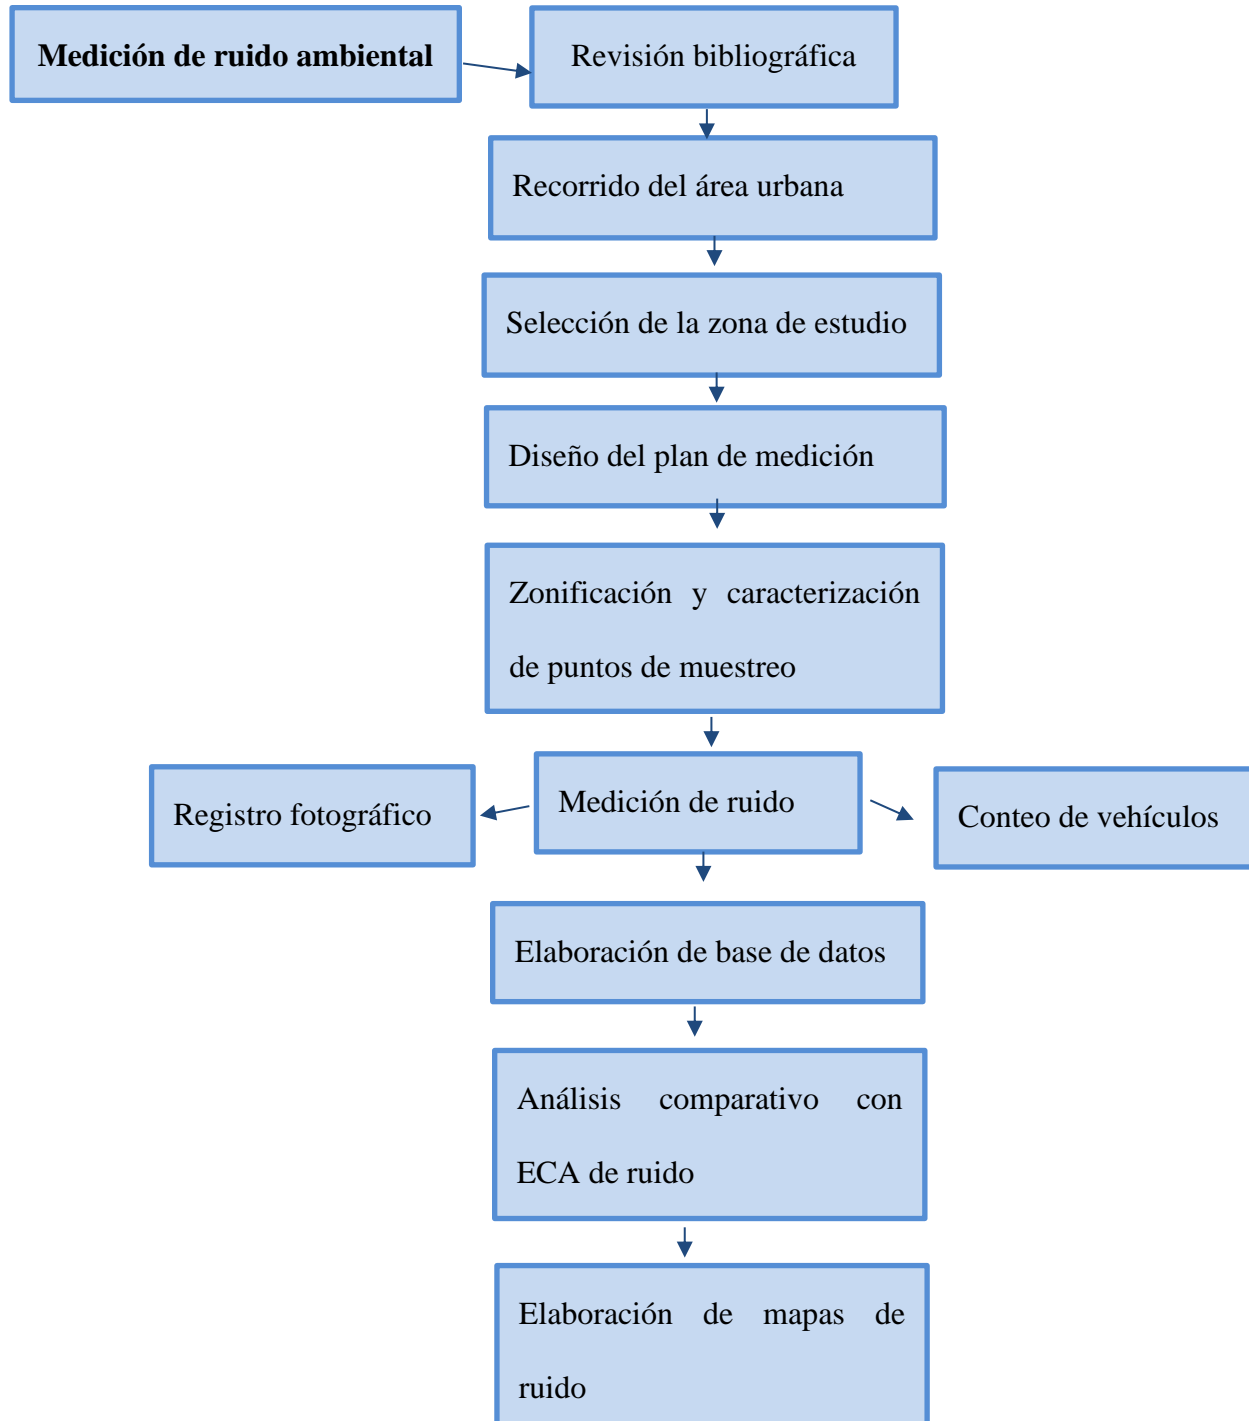 Medición de ruido ambiental
Revisión bibliográfica
Recorrido del área urbana
Selección de la zona de estudio
Diseño del plan de medición
Zonificación y caracterización
de puntos de muestreo
Registro fotográfico
Medición de ruido
Conteo de vehículos
Elaboración de base de datos
Análisis comparativo con
ECA de ruido
Elaboración de mapas de
ruido